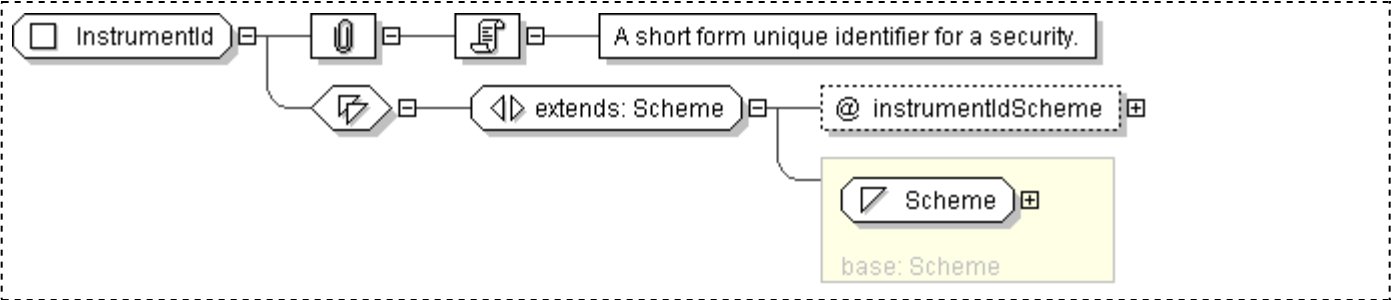 InstrumentId
A short form unique identifier for a security.
extends: Scheme
@ instrumentIdScheme
Scheme
base: Scheme